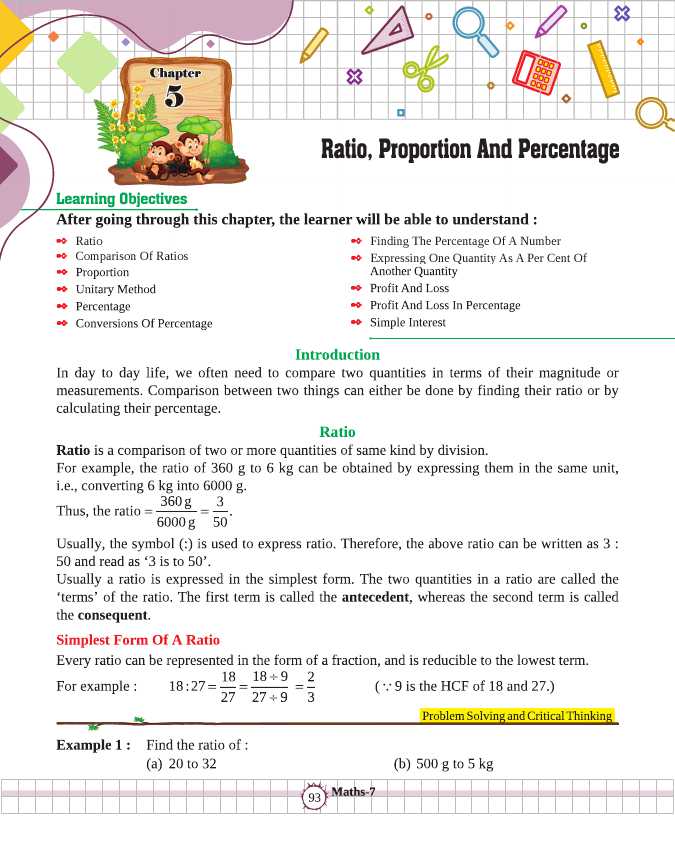 Chapter
5
Ratio, Proportion And Percentage
Learning Objectives
After going through this chapter, the learner will be able to understand :
Ratio
Comparison Of Ratios
Proportion
Unitary Method
Percentage
Conversions Of Percentage
Finding The Percentage Of A Number
Expressing One Quantity As A Per Cent Of
Another Quantity
Profit And Loss
Profit And Loss In Percentage
Simple Interest
Introduction
In day to day life, we often need to compare two quantities in terms of their magnitude or
measurements. Comparison between two things can either be done by finding their ratio or by
calculating their percentage.
Ratio
Ratio is a comparison of two or more quantities of same kind by division.
For example, the ratio of 360 g to 6 kg can be obtained by expressing them in the same unit,
i.e., converting 6 kg into 6000 g.
Thus, the ratio = 360 g / 6000 g = 3 / 50.
Usually, the symbol (:) is used to express ratio. Therefore, the above ratio can be written as 3 :
50 and read as ‘3 is to 50’.
Usually a ratio is expressed in the simplest form. The two quantities in a ratio are called the
‘terms’ of the ratio. The first term is called the antecedent, whereas the second term is called
the consequent.
Simplest Form Of A Ratio
Every ratio can be represented in the form of a fraction, and is reducible to the lowest term.
For example : 18 : 27 = 18 / 27 = 18 ÷ 9 / 27 ÷ 9 = 2 / 3 (∵ 9 is the HCF of 18 and 27.)
Problem Solving and Critical Thinking
Example 1 : Find the ratio of :
(a) 20 to 32 (b) 500 g to 5 kg
93 Maths-7